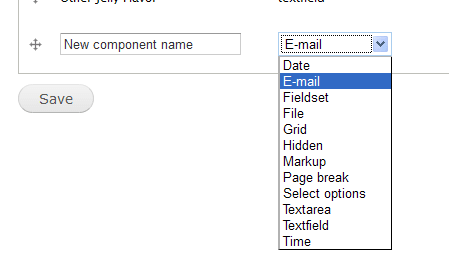 Other Jelly Flavor textfield
New component name E-mail
Date
E-mail
Fieldset
File
Grid
Hidden
Markup
Page break
Select options
Textarea
Textfield
Time
Save